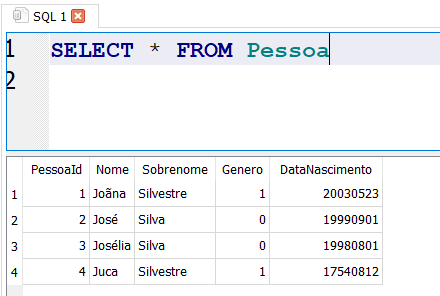 SQL 1
1 SELECT * FROM Pessoa
2
PessoaId Nome Sobrenome Genero DataNascimento
1 1 Joãna Silvestre 1 20030523
2 2 José Silva 0 19990901
3 3 Josélia Silva 0 19980801
4 4 Juca Silvestre 1 17540812